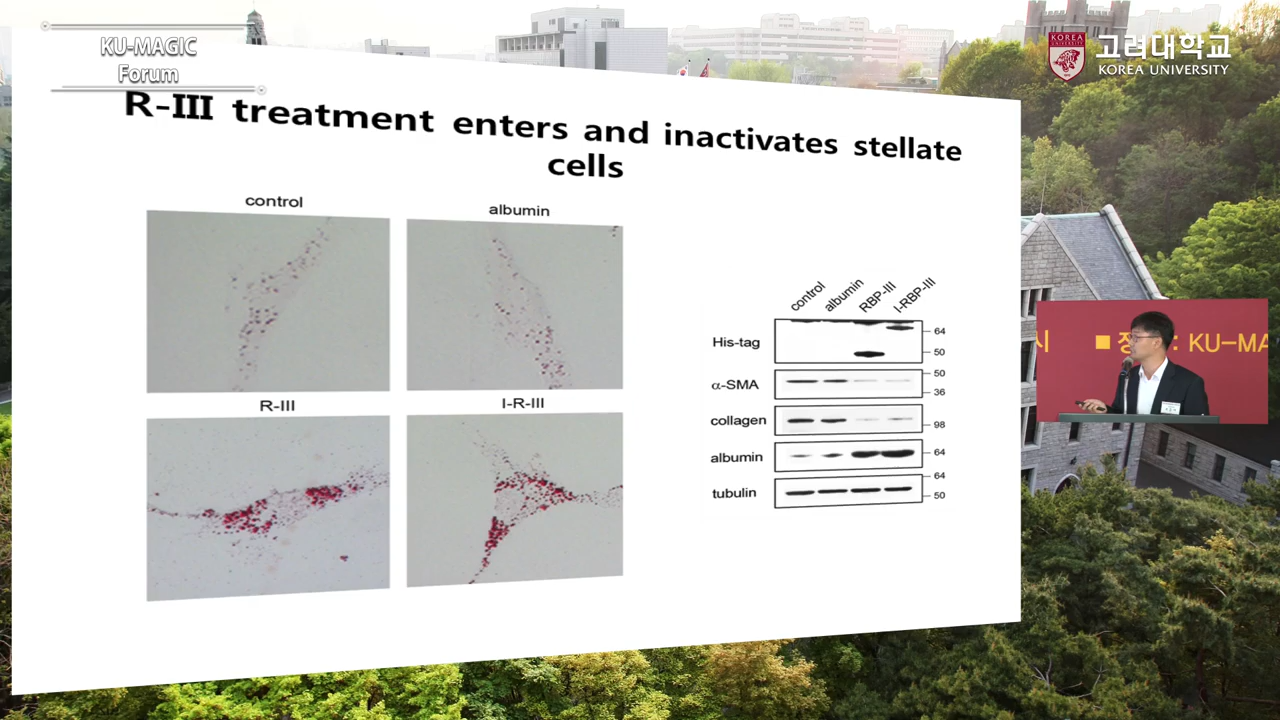 KU-MAGIC
Forum
고려대학교
KOREA UNIVERSITY
KOREA
R-III treatment enters and inactivates stellate
cells
control
albumin
R-III
I-R-III
control
albumin
RBP-III
I-RBP-III
His-tag
64
50
α-SMA
50
36
collagen
98
albumin
64
tubulin
64
50
시
■
: KU-MA